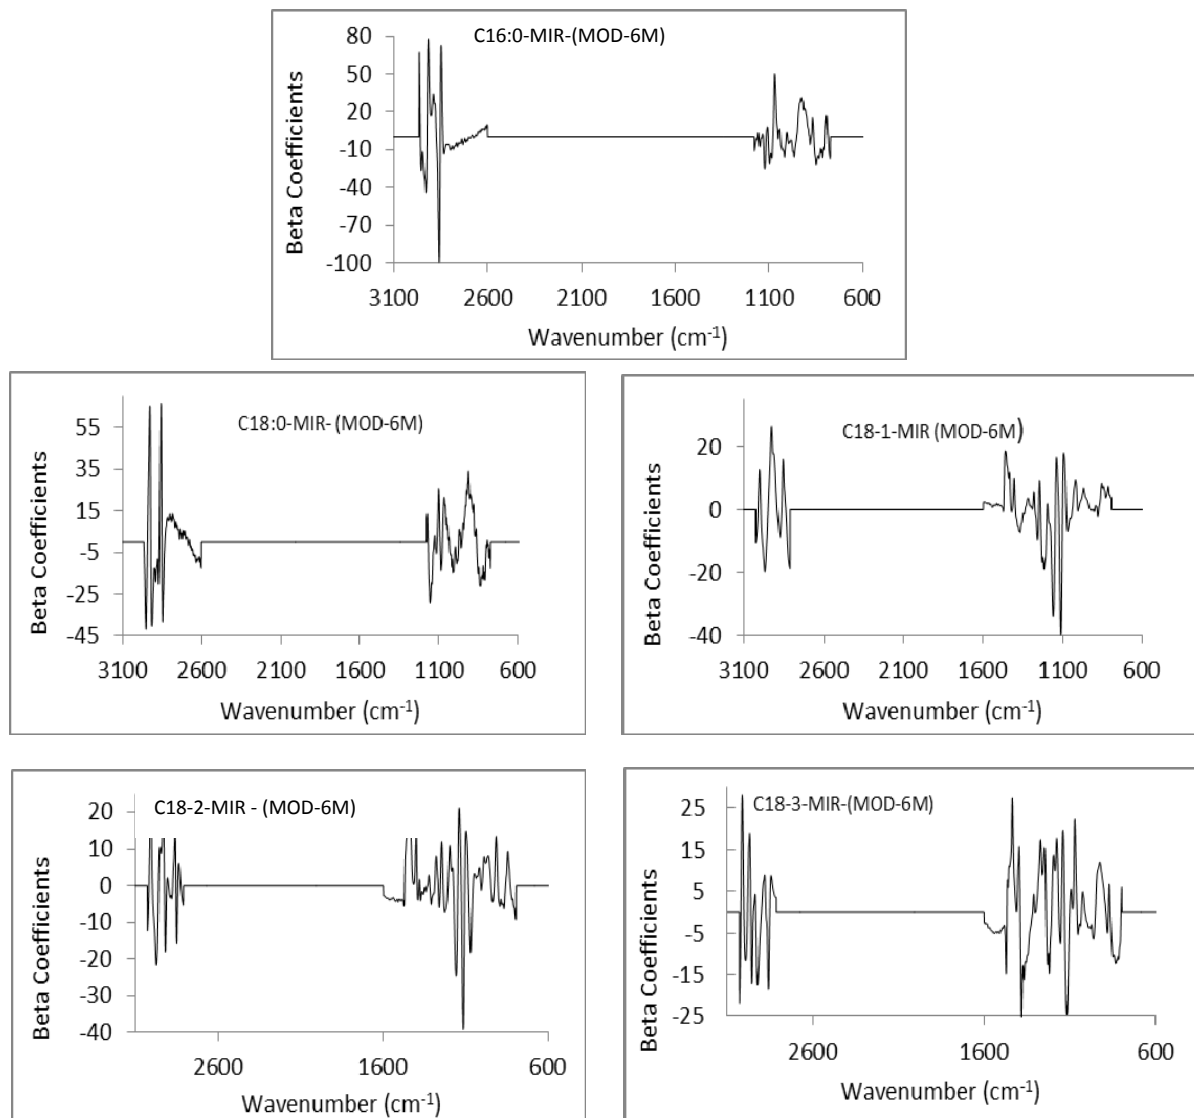 C16:0-MIR-(MOD-6M)
80
50
20
-10
-40
-70
-100
Beta Coefficients
3100 2600 2100 1600 1100 600
Wavenumber (cm-1)
C18:0-MIR- (MOD-6M)
55
35
15
-5
-25
-45
Beta Coefficients
3100 2600 2100 1600 1100 600
Wavenumber (cm-1)
C18-1-MIR (MOD-6M)
20
0
-20
-40
Beta Coefficients
3100 2600 2100 1600 1100 600
Wavenumber (cm-1)
C18-2-MIR - (MOD-6M)
20
10
0
-10
-20
-30
-40
Beta Coefficients
2600 1600 600
Wavenumber (cm-1)
C18-3-MIR-(MOD-6M)
25
15
5
-5
-15
-25
Beta Coefficients
2600 1600 600
Wavenumber (cm-1)